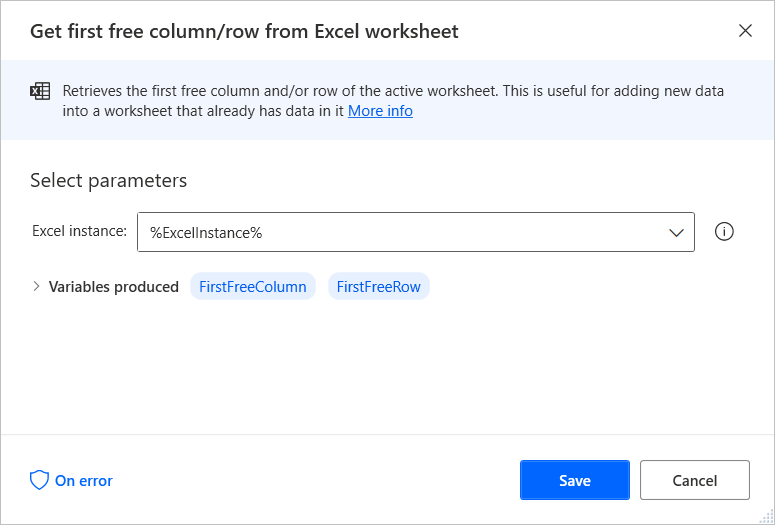 Get first free column/row from Excel worksheet
Retrieves the first free column and/or row of the active worksheet. This is useful for adding new data
into a worksheet that already has data in it More info
Select parameters
Excel instance: %ExcelInstance%
Variables produced FirstFreeColumn FirstFreeRow
On error Save Cancel